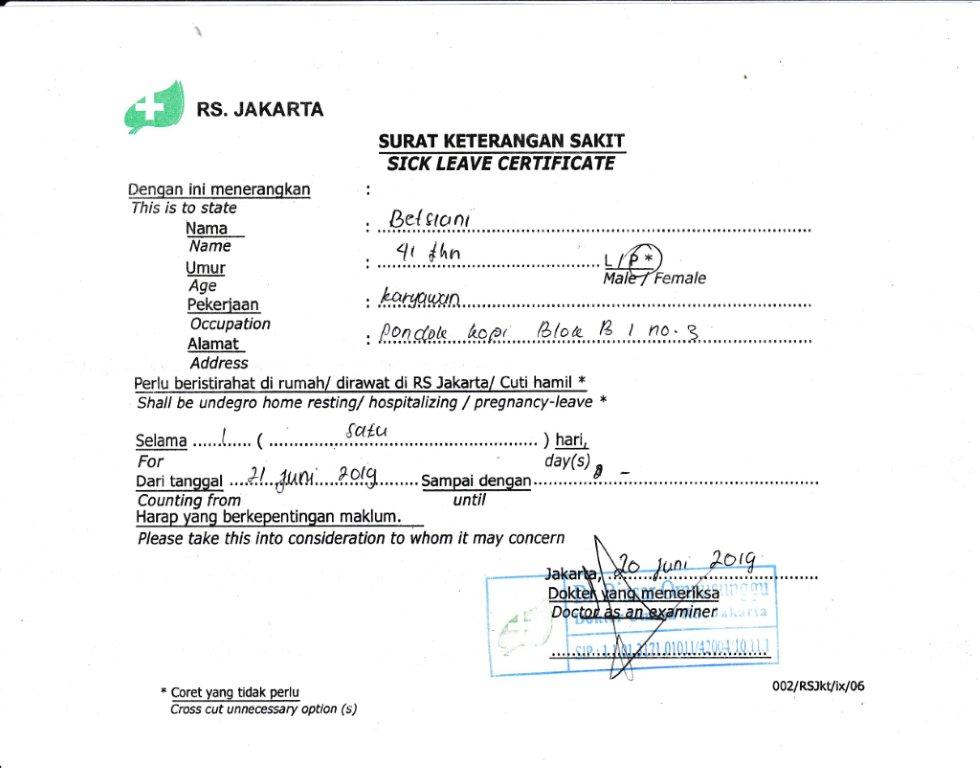 RS. JAKARTA
SURAT KETERANGAN SAKIT
SICK LEAVE CERTIFICATE
Dengan ini menerangkan :
This is to state
Nama : Betsiani
Name
Umur : 41 thn L / P *
Age Male / Female
Pekerjaan : karyawan
Occupation
Alamat : Pondok kopi Blok B 1 no. 3
Address
Perlu beristirahat di rumah/ dirawat di RS Jakarta/ Cuti hamil *
Shall be undegro home resting/ hospitalizing / pregnancy-leave *
Selama ...1... ( ... satu ... ) hari,
For day(s)
Dari tanggal ... 21 Juni 2019 ... Sampai dengan ... -
Counting from until
Harap yang berkepentingan maklum.
Please take this into consideration to whom it may concern
Jakarta, 20 Juni 2019
Dokter yang memeriksa
Doctor as an examiner
Jakarta
SIP :
* Coret yang tidak perlu
Cross cut unnecessary option (s)
002/RSJkt/ix/06